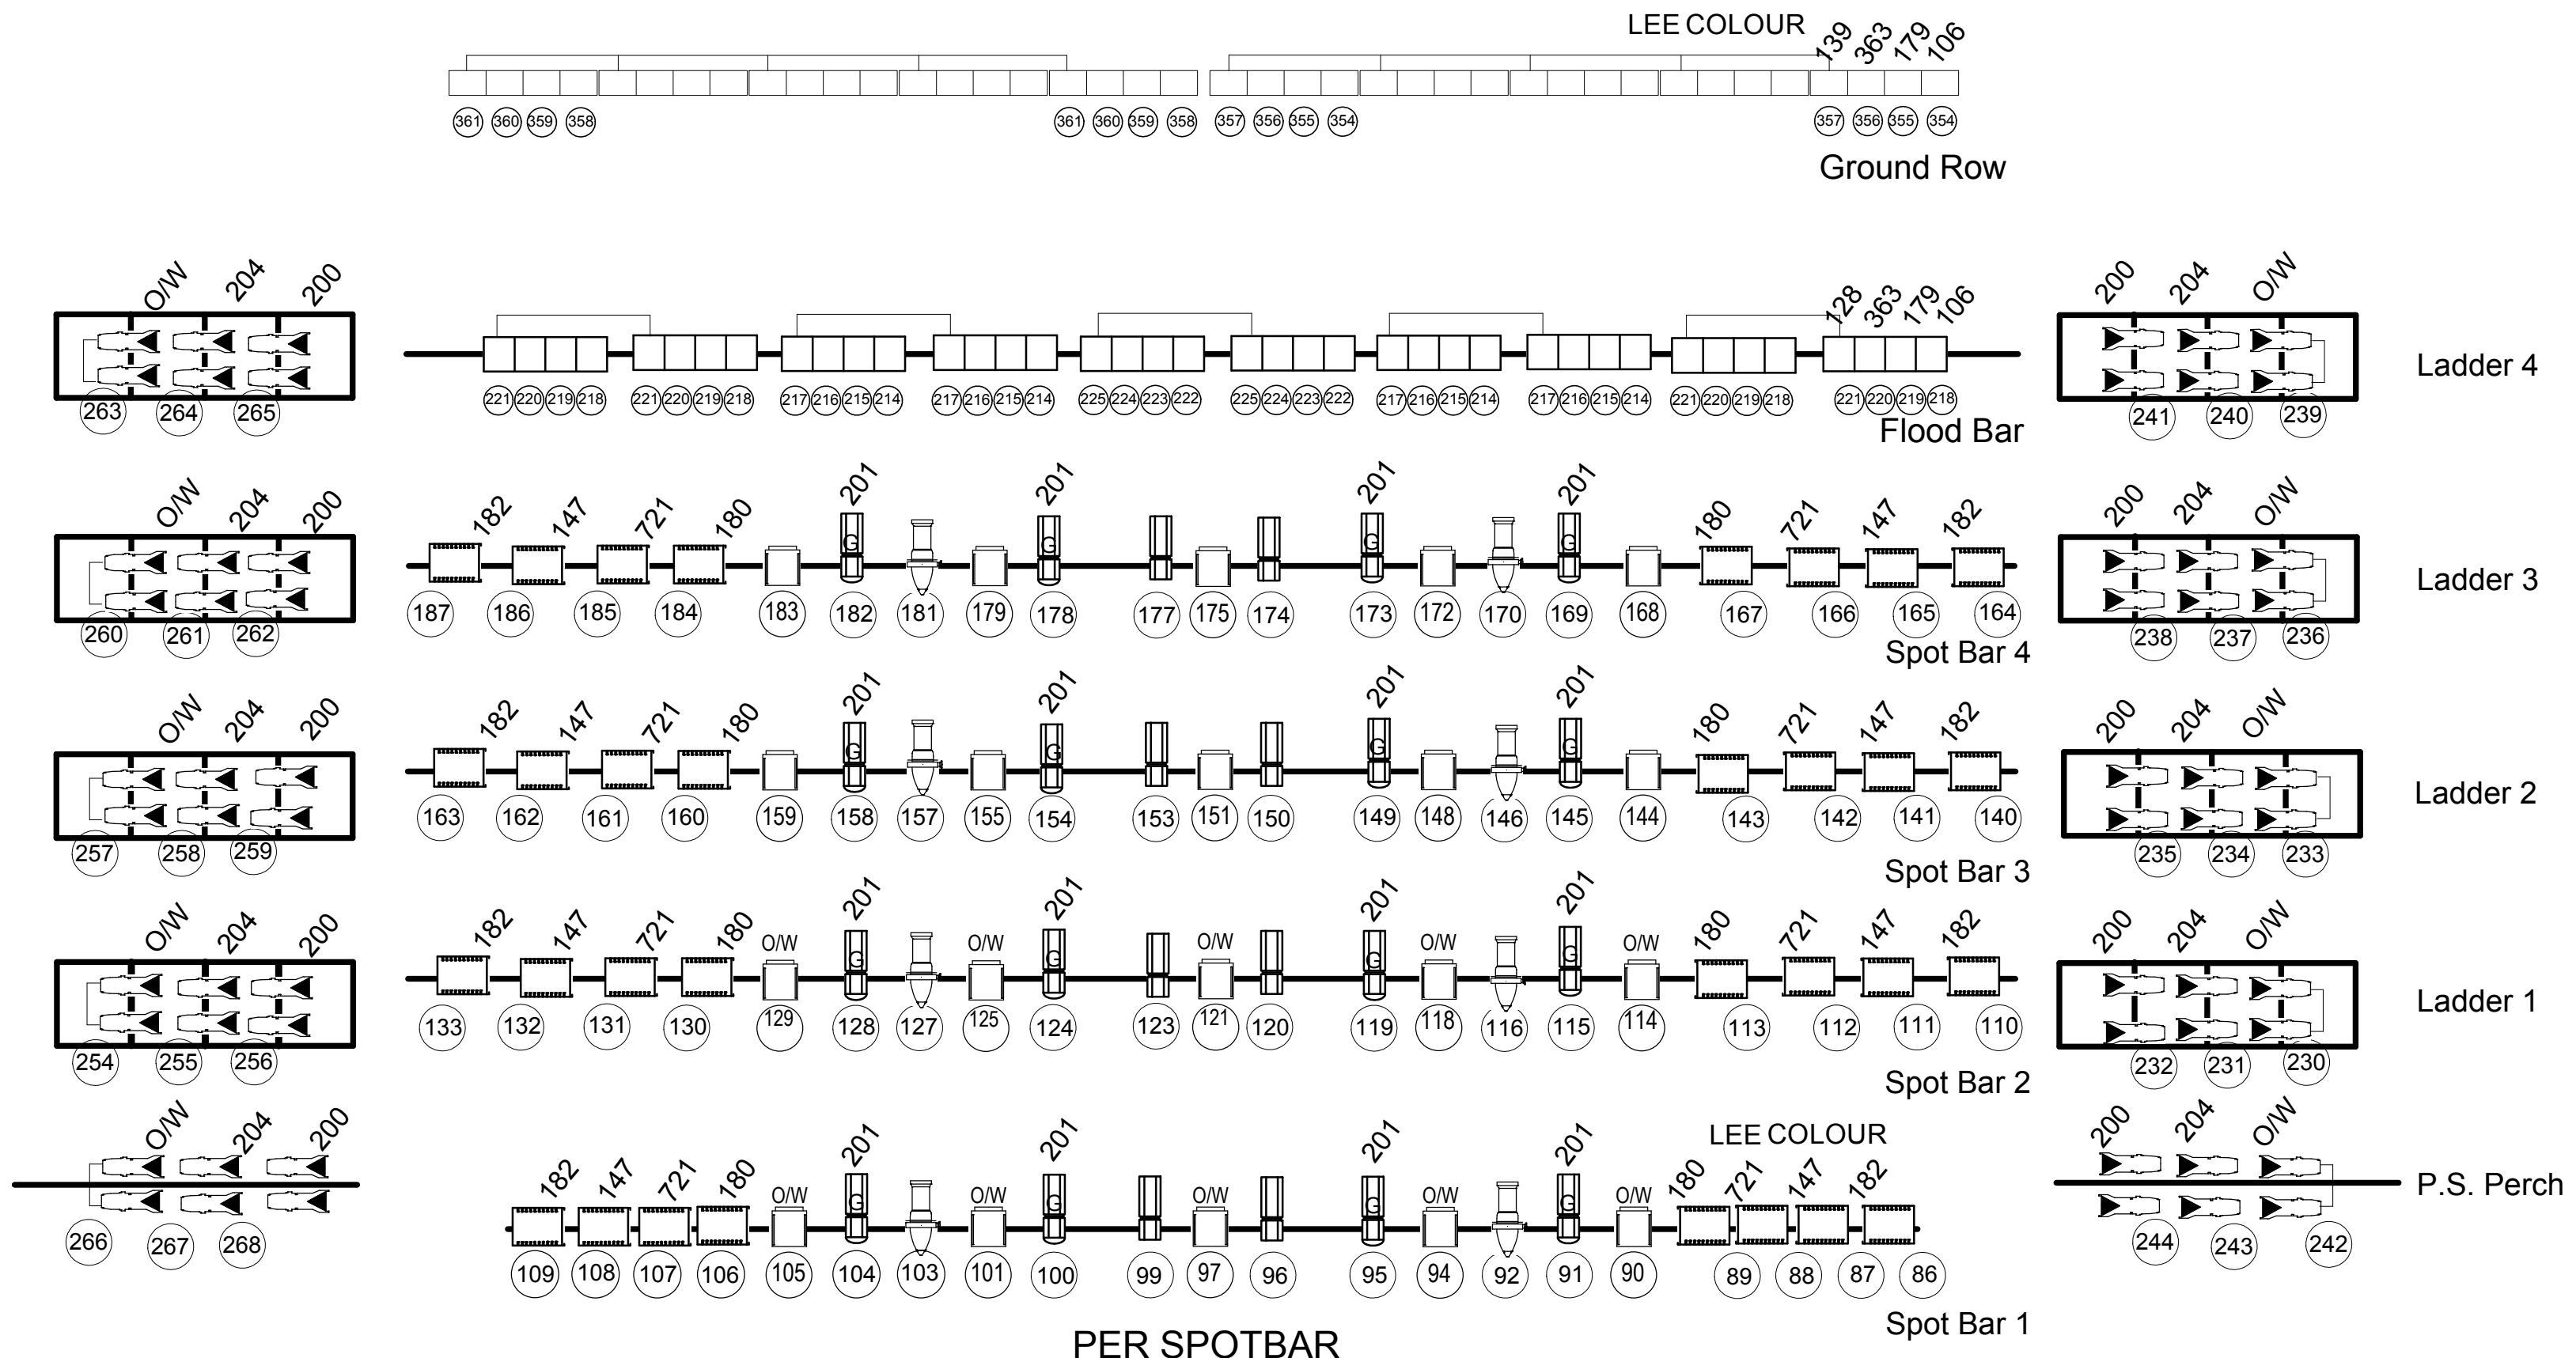 LEE COLOUR 139 363 179 106
361 360 359 358 361 360 359 358 357 356 355 354 357 356 355 354
Ground Row
O/W 204 200 128 363 179 106 200 204 O/W
Ladder 4
221 220 219 218 221 220 219 218 217 216 215 214 217 216 215 214 225 224 223 222 225 224 223 222 217 216 215 214 217 216 215 214 221 220 219 218 221 220 219 218
263 264 265 241 240 239
Flood Bar
O/W 204 200 182 147 721 180 201 201 201 201 180 721 147 182 200 204 O/W
G G G G
Ladder 3
260 261 262 187 186 185 184 183 182 181 179 178 177 175 174 173 172 170 169 168 167 166 165 164 238 237 236
Spot Bar 4
O/W 204 200 182 147 721 180 201 201 201 201 180 721 147 182 200 204 O/W
G G G G
Ladder 2
257 258 259 163 162 161 160 159 158 157 155 154 153 151 150 149 148 146 145 144 143 142 141 140 235 234 233
Spot Bar 3
O/W 204 200 182 147 721 180 O/W 201 O/W 201 O/W 201 O/W 201 O/W 180 721 147 182 200 204 O/W
G G G G
Ladder 1
254 255 256 133 132 131 130 129 128 127 125 124 123 121 120 119 118 116 115 114 113 112 111 110 232 231 230
Spot Bar 2
LEE COLOUR
O/W 204 200 182 147 721 180 O/W 201 O/W 201 O/W 201 O/W 201 O/W 180 721 147 182 200 204 O/W
G G G G
P.S. Perch
266 267 268 109 108 107 106 105 104 103 101 100 99 97 96 95 94 92 91 90 89 88 87 86 244 243 242
Spot Bar 1
PER SPOTBAR